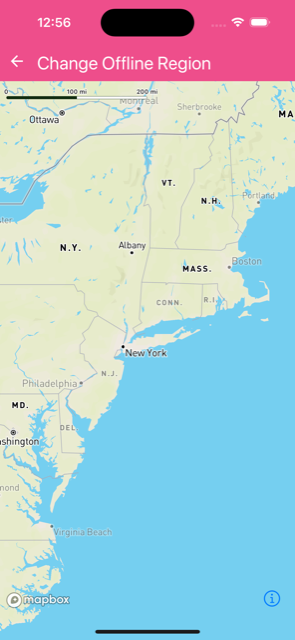 12:56
Change Offline Region
0 100 mi 200 mi
Montreal
Sherbrooke
Ottawa
MA
VT.
N.H.
Portland
N.Y.
Albany
MASS.
Boston
CONN.
R.I.
New York
N.J.
Philadelphia
MD.
DEL.
ashington
mond
Virginia Beach
mapbox